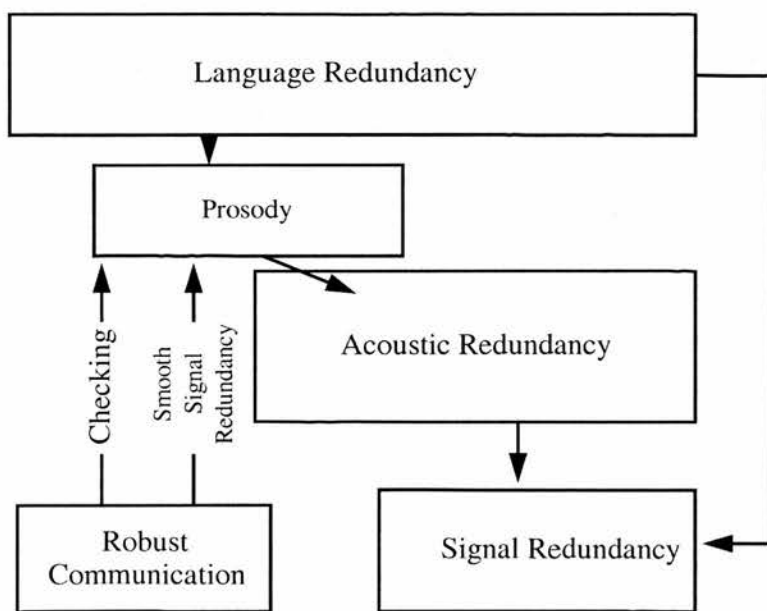 Language Redundancy
Prosody
Acoustic Redundancy
Checking
Smooth
Signal
Redundancy
Robust
Communication
Signal Redundancy